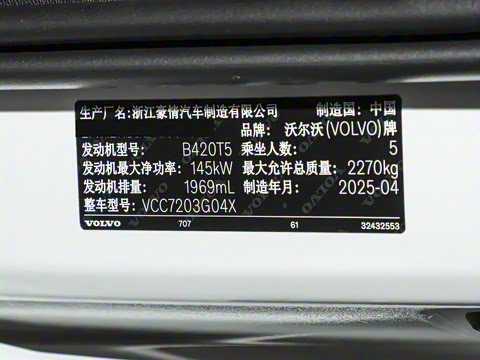 生产厂名: 浙江豪情汽车制造有限公司 制造国: 中国
品牌: 沃尔沃(VOLVO)牌
发动机型号: B420T5 乘坐人数: 5
发动机最大净功率: 145kW 最大允许总质量: 2270kg
发动机排量: 1969mL 制造年月: 2025-04
整车型号: VCC7203G04X
VOLVO 707 61 32432553